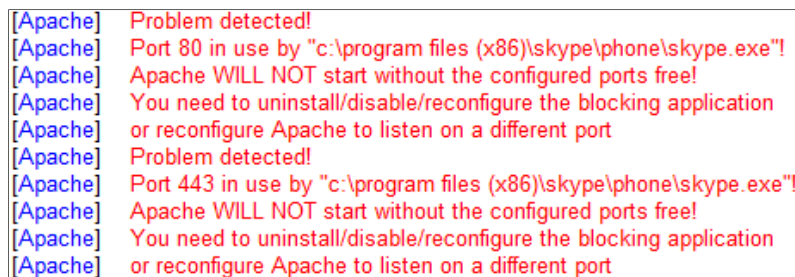 [Apache] Problem detected!
[Apache] Port 80 in use by "c:\program files (x86)\skype\phone\skype.exe"!
[Apache] Apache WILL NOT start without the configured ports free!
[Apache] You need to uninstall/disable/reconfigure the blocking application
[Apache] or reconfigure Apache to listen on a different port
[Apache] Problem detected!
[Apache] Port 443 in use by "c:\program files (x86)\skype\phone\skype.exe"!
[Apache] Apache WILL NOT start without the configured ports free!
[Apache] You need to uninstall/disable/reconfigure the blocking application
[Apache] or reconfigure Apache to listen on a different port